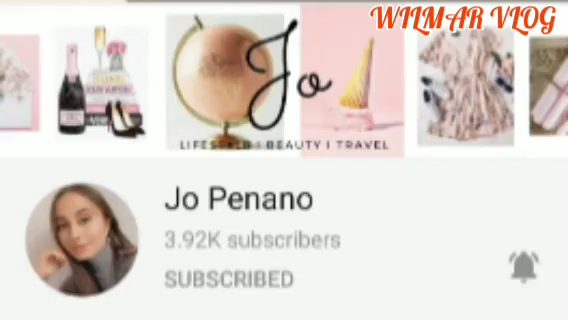 WILMAR VLOG
Jo
LIFESTYLE | BEAUTY | TRAVEL
Jo Penano
3.92K subscribers
SUBSCRIBED